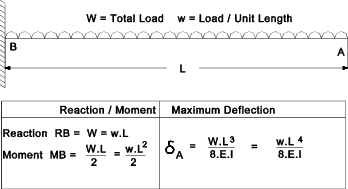 W = Total Load w = Load / Unit Length
B A
L
Reaction / Moment Maximum Deflection
Reaction RB = W = w.L
Moment MB = W.L/2 = w.L²/2
δA = W.L³/8.E.I = w.L⁴/8.E.I